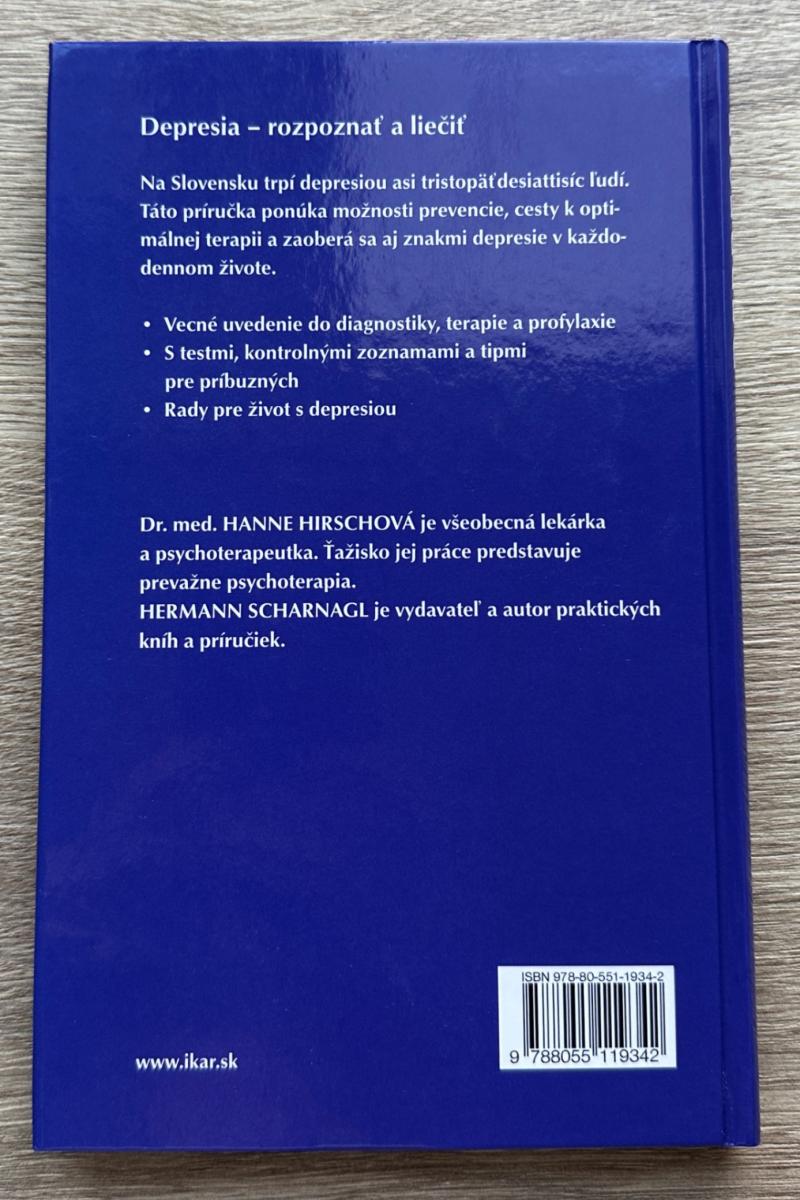 Depresia – rozpoznať a liečiť
Na Slovensku trpí depresiou asi tristopäťdesiattisíc ľudí.
Táto príručka ponúka možnosti prevencie, cesty k opti-
málnej terapii a zaoberá sa aj znakmi depresie v každo-
dennom živote.
• Vecné uvedenie do diagnostiky, terapie a profylaxie
• S testmi, kontrolnými zoznamami a tipmi
pre príbuzných
• Rady pre život s depresiou
Dr. med. HANNE HIRSCHOVÁ je všeobecná lekárka
a psychoterapeutka. Ťažisko jej práce predstavuje
prevažne psychoterapia.
HERMANN SCHARNAGL je vydavateľ a autor praktických
kníh a príručiek.
ISBN 978-80-551-1934-2
9 788055 119342
www.ikar.sk